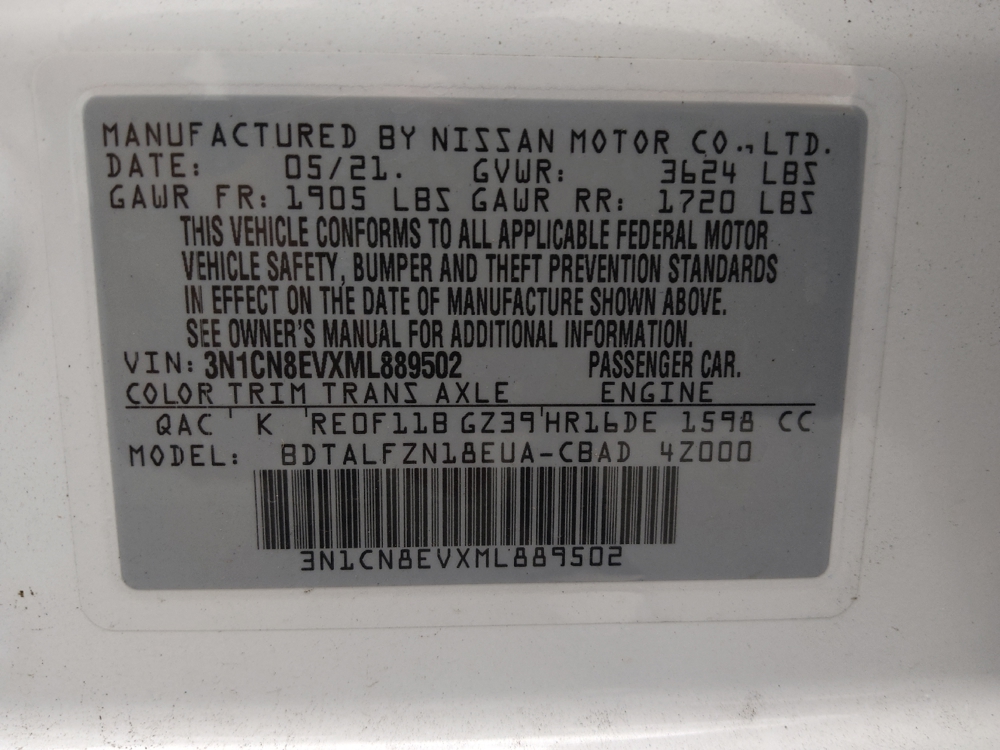 MANUFACTURED BY NISSAN MOTOR CO.,LTD.
DATE: 05/21. GVWR: 3624 LBS
GAWR FR: 1905 LBS GAWR RR: 1720 LBS
THIS VEHICLE CONFORMS TO ALL APPLICABLE FEDERAL MOTOR
VEHICLE SAFETY, BUMPER AND THEFT PREVENTION STANDARDS
IN EFFECT ON THE DATE OF MANUFACTURE SHOWN ABOVE.
SEE OWNER'S MANUAL FOR ADDITIONAL INFORMATION.
VIN: 3N1CN8EVXML889502 PASSENGER CAR.
COLOR TRIM TRANS AXLE ENGINE
QAC ' K ' RE0F11B GZ39 ' HR16DE 1598 CC
MODEL: BDTALFZN18EUA-CBAD 4Z000
3N1CN8EVXML889502